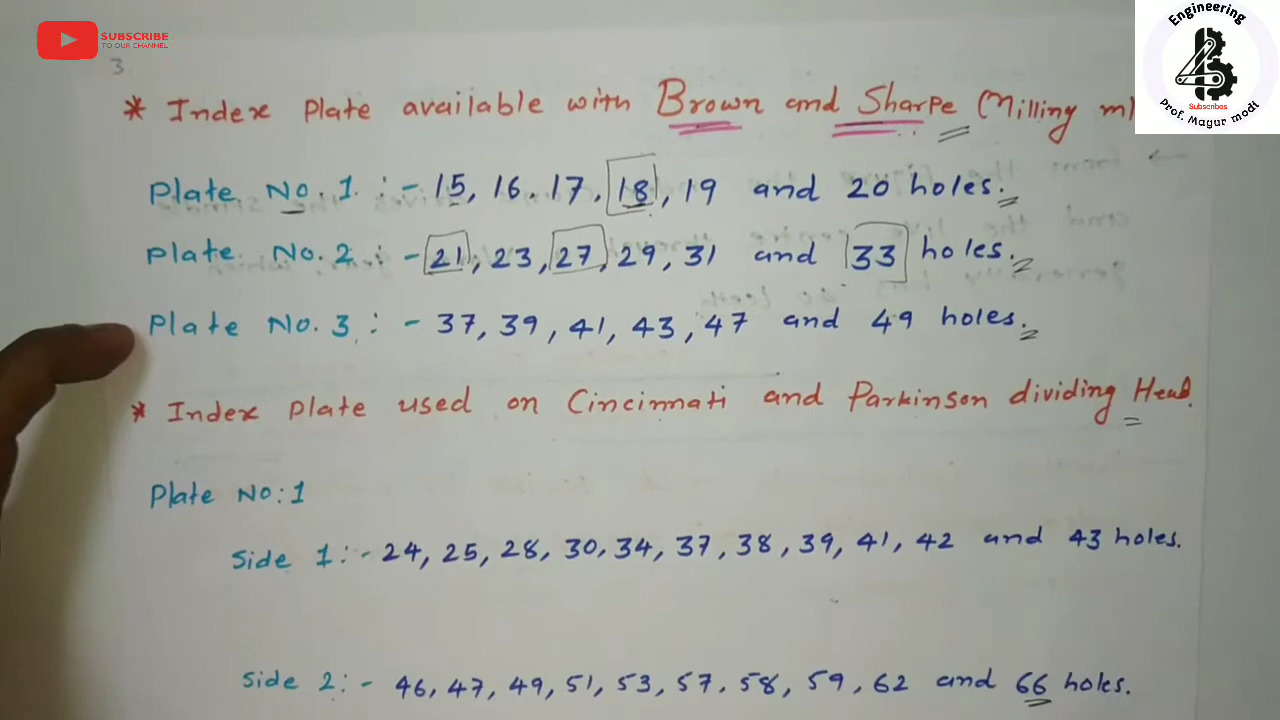 SUBSCRIBE
TO OUR CHANNEL
Engineering
Subscribes
Prof. Mayur modi
3
* Index Plate available with Brown and Sharpe (Milling m)
Plate No. 1 :- 15, 16. 17, 18, 19 and 20 holes.
Plate No. 2 :- 21, 23, 27, 29, 31 and 33 holes.
Plate No. 3 :- 37, 39, 41, 43, 47 and 49 holes.
* Index Plate used on Cincinnati and Parkinson dividing Head.
Plate No:1
Side 1:- 24, 25, 28, 30, 34, 37, 38, 39, 41, 42 and 43 holes.
Side 2:- 46, 47, 49, 51, 53, 57, 58, 59, 62 and 66 holes.